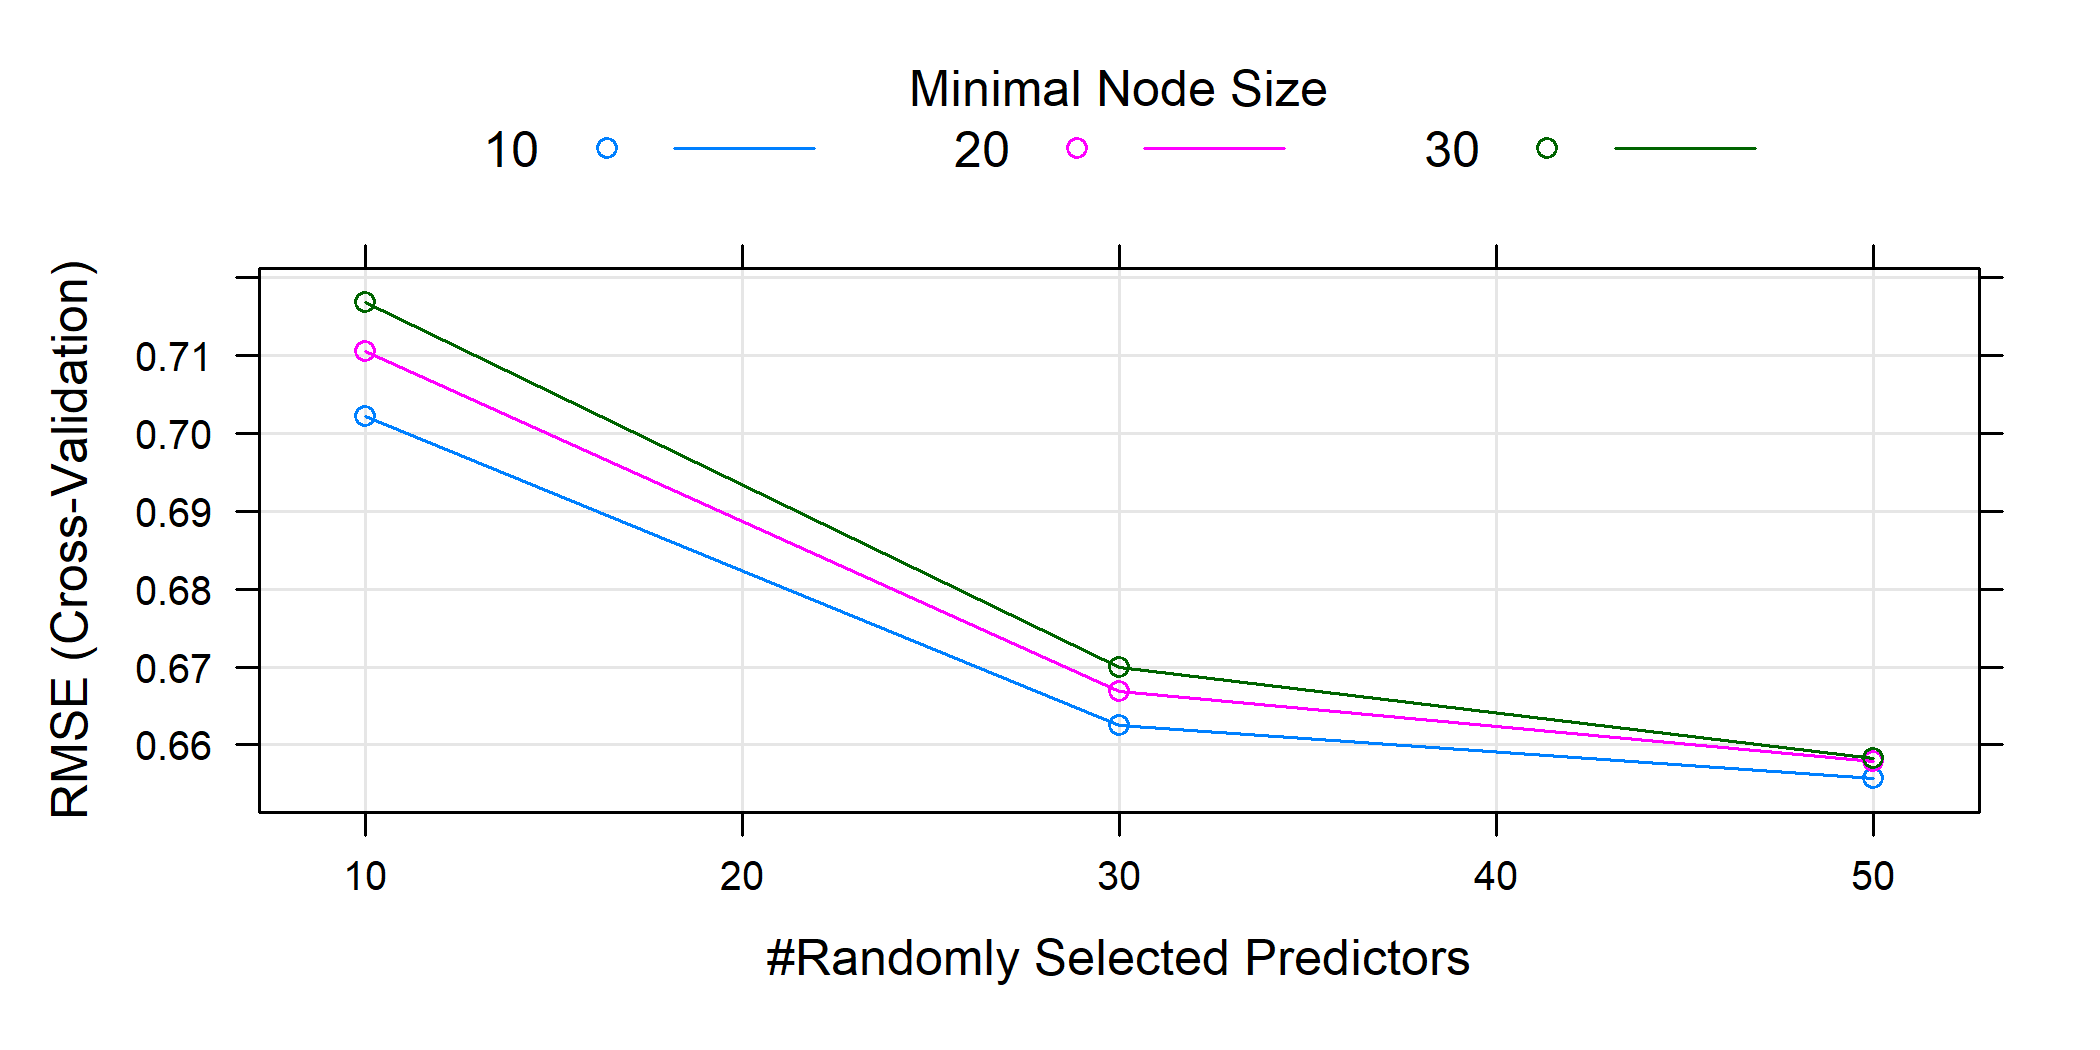 Minimal Node Size
10 20 30
RMSE (Cross-Validation)
0.71
0.70
0.69
0.68
0.67
0.66
10 20 30 40 50
#Randomly Selected Predictors